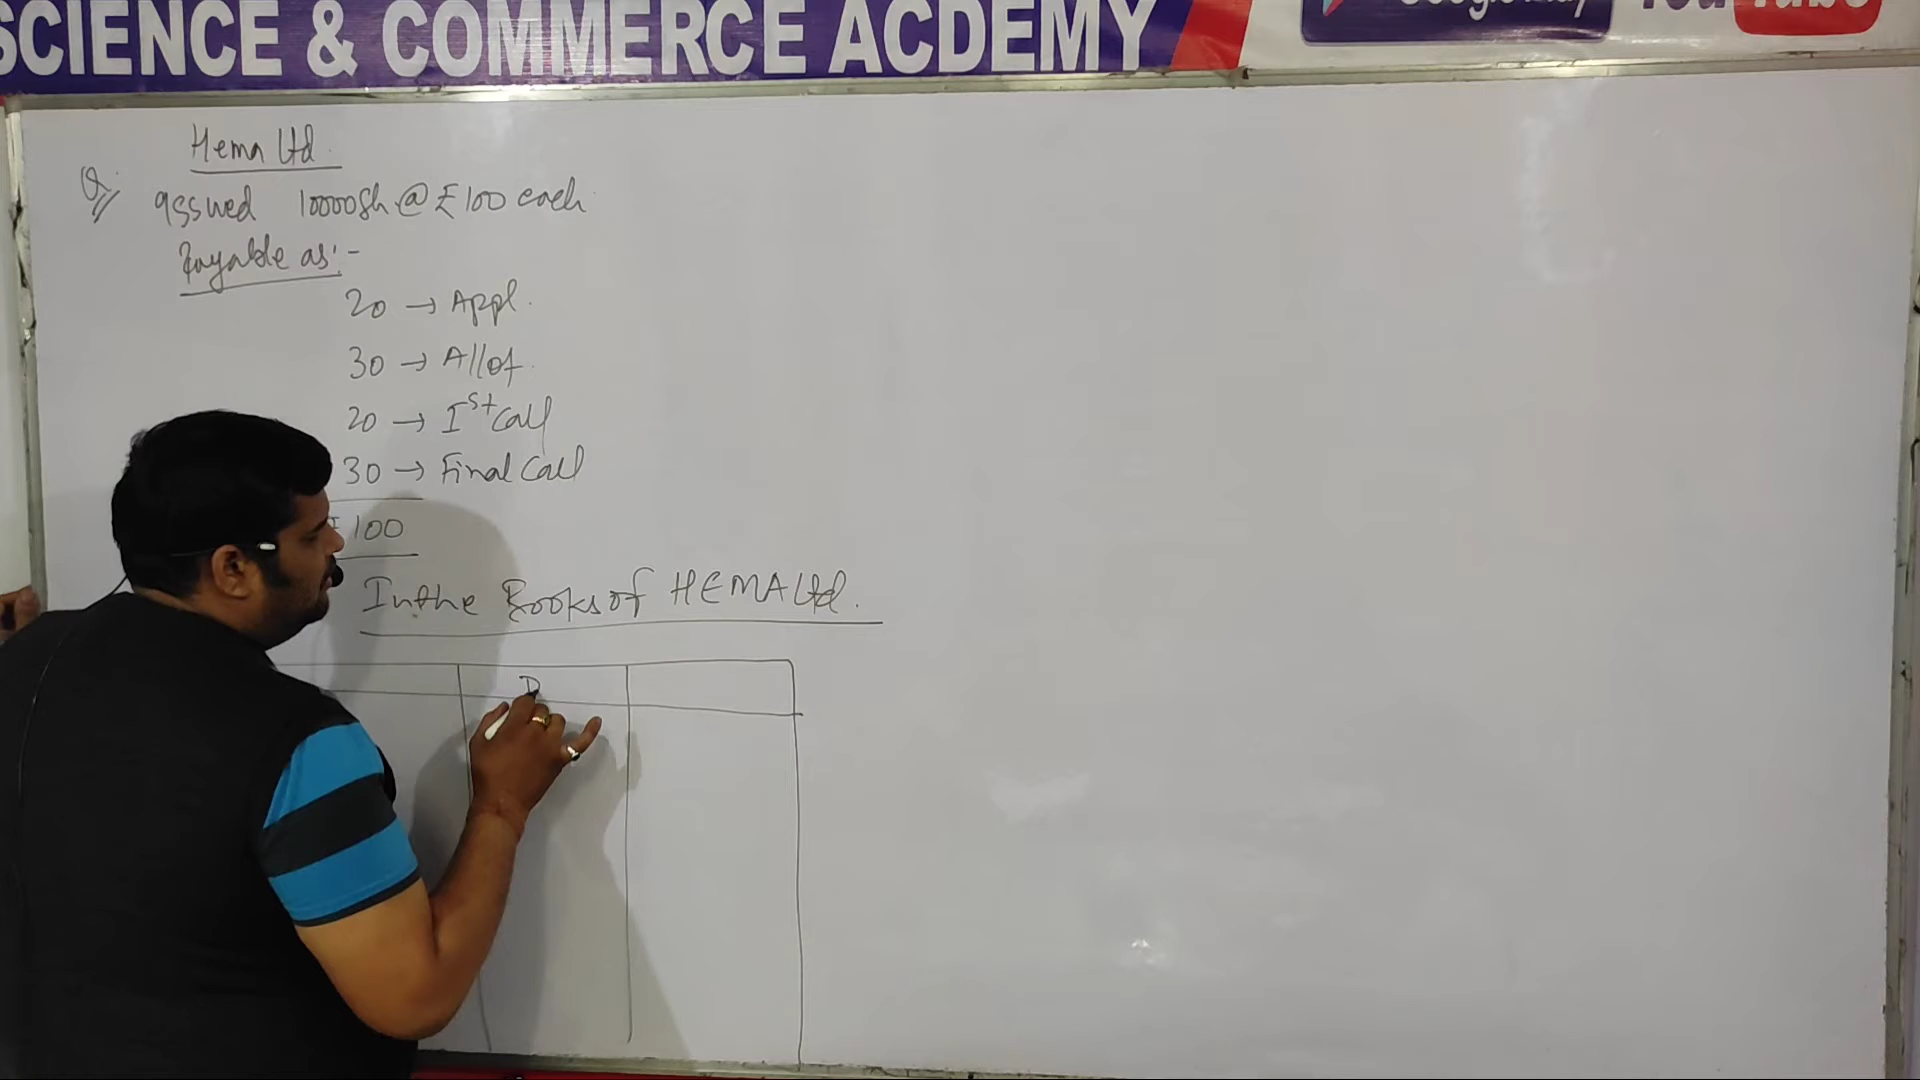 SCIENCE & COMMERCE ACDEMY
YouTube
Hema Ltd.
Q.
issued 10000sh @ ₹ 100 each.
Payable as:-
20 → Appl.
30 → Allot.
20 → Ist call
30 → Final Call
₹ 100
In the Books of HEMA Ltd.